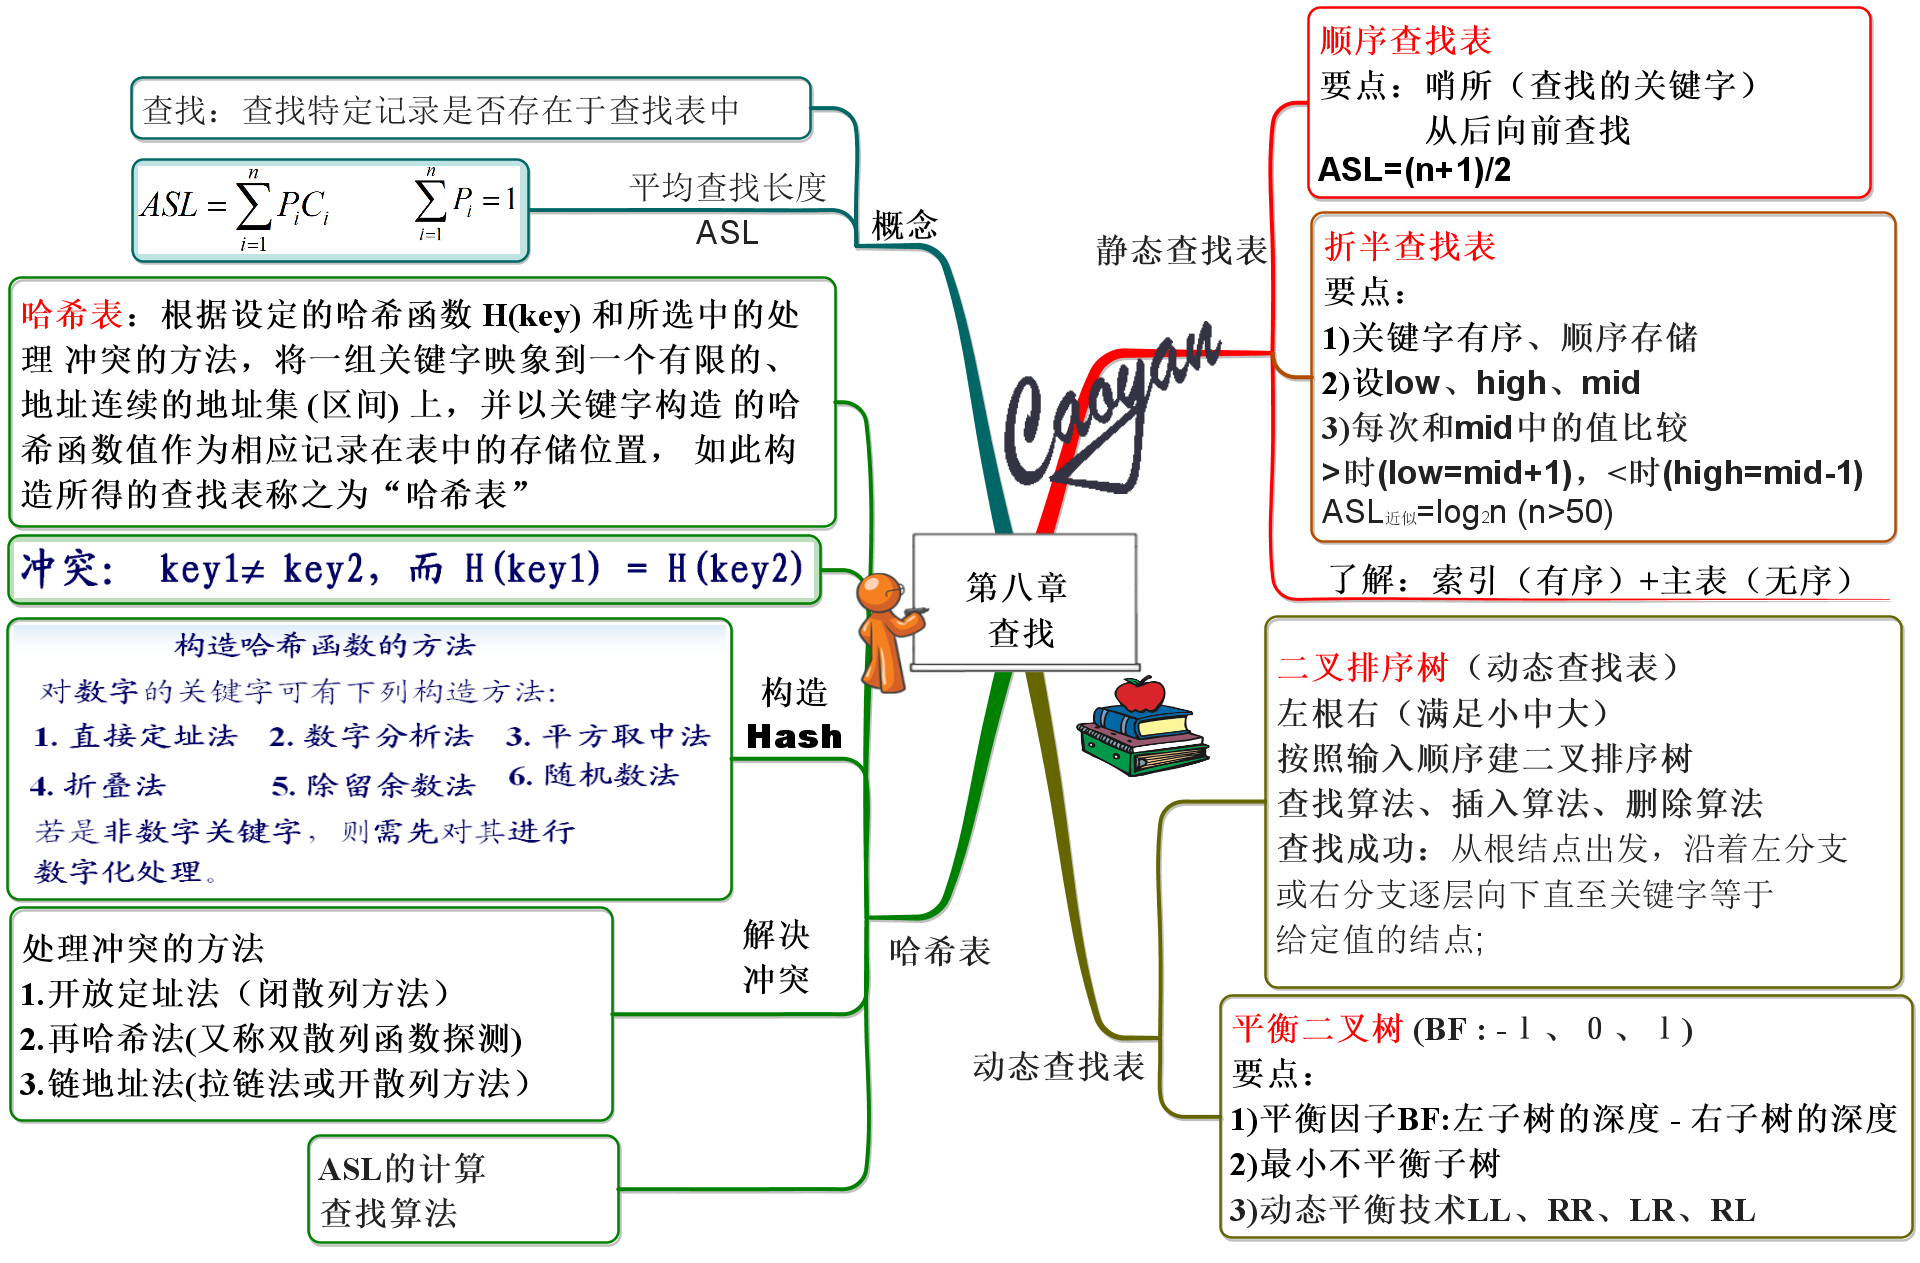 第八章
查找
概念
查找：查找特定记录是否存在于查找表中
平均查找长度
ASL
ASL = ∑ i=1 n PiCi  ∑ i=1 n Pi = 1
静态查找表
顺序查找表
要点：哨所（查找的关键字）
从后向前查找
ASL=(n+1)/2
折半查找表
要点：
1)关键字有序、顺序存储
2)设low、high、mid
3)每次和mid中的值比较
>时(low=mid+1)，<时(high=mid-1)
ASL近似=log2n (n>50)
了解：索引（有序）+主表（无序）
Caoyan
动态查找表
二叉排序树（动态查找表）
左根右（满足小中大）
按照输入顺序建二叉排序树
查找算法、插入算法、删除算法
查找成功：从根结点出发，沿着左分支
或右分支逐层向下直至关键字等于
给定值的结点;
平衡二叉树 (BF : -1 、 0 、 1 )
要点：
1)平衡因子BF:左子树的深度 - 右子树的深度
2)最小不平衡子树
3)动态平衡技术LL、RR、LR、RL
哈希表
哈希表：根据设定的哈希函数 H(key) 和所选中的处
理 冲突的方法，将一组关键字映象到一个有限的、
地址连续的地址集 (区间) 上，并以关键字构造 的哈
希函数值作为相应记录在表中的存储位置， 如此构
造所得的查找表称之为“哈希表”
冲突： key1≠ key2，而 H(key1) = H(key2)
构造
Hash
构造哈希函数的方法
对数字的关键字可有下列构造方法:
1. 直接定址法 2. 数字分析法 3. 平方取中法
4. 折叠法 5. 除留余数法 6. 随机数法
若是非数字关键字，则需先对其进行
数字化处理。
解决
冲突
处理冲突的方法
1.开放定址法（闭散列方法）
2.再哈希法(又称双散列函数探测)
3.链地址法(拉链法或开散列方法）
ASL的计算
查找算法